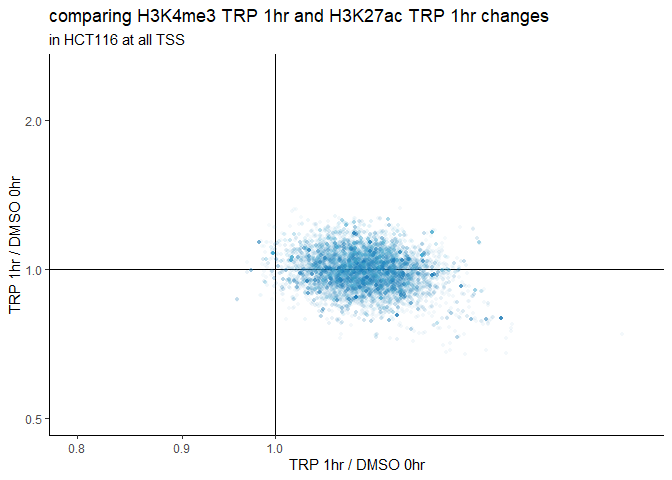 comparing H3K4me3 TRP 1hr and H3K27ac TRP 1hr changes
in HCT116 at all TSS
2.0
1.0
0.5
TRP 1hr / DMSO 0hr
0.8
0.9
1.0
TRP 1hr / DMSO 0hr